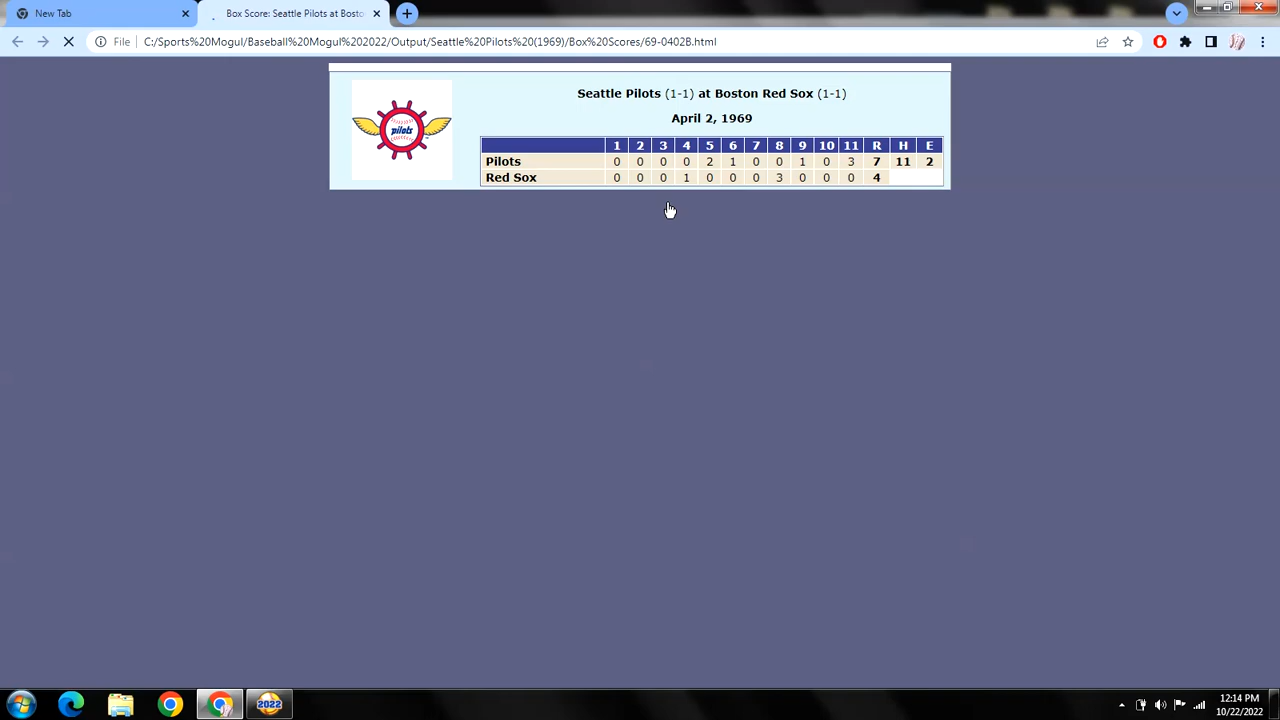 New Tab
Box Score: Seattle Pilots at Bosto
File C:/Sports%20Mogul/Baseball%20Mogul%202022/Output/Seattle%20Pilots%20(1969)/Box%20Scores/69-0402B.html
Seattle Pilots (1-1) at Boston Red Sox (1-1)
April 2, 1969
pilots
1 2 3 4 5 6 7 8 9 10 11 R H E
Pilots 0 0 0 0 2 1 0 0 1 0 3 7 11 2
Red Sox 0 0 0 1 0 0 0 3 0 0 0 4
2022
12:14 PM
10/22/2022